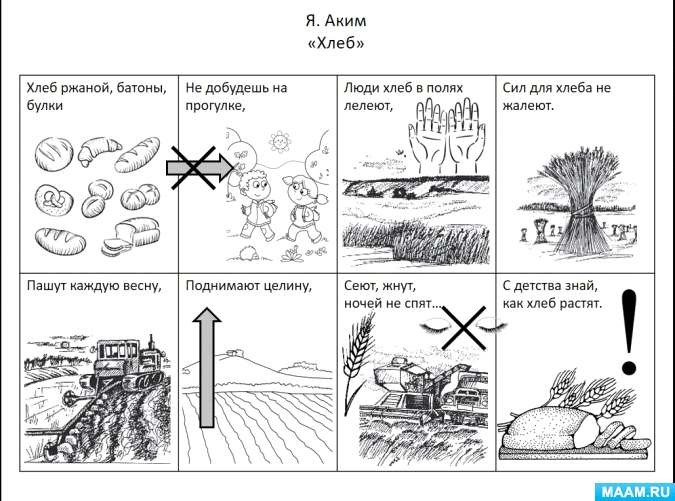 Я. Аким
«Хлеб»
Хлеб ржаной, батоны,
булки
Не добудешь на
прогулке,
Люди хлеб в полях
лелеют,
Сил для хлеба не
жалеют.
Пашут каждую весну,
Поднимают целину,
Сеют, жнут,
ночей не спят...
С детства знай,
как хлеб растят.
!
MAAM.RU